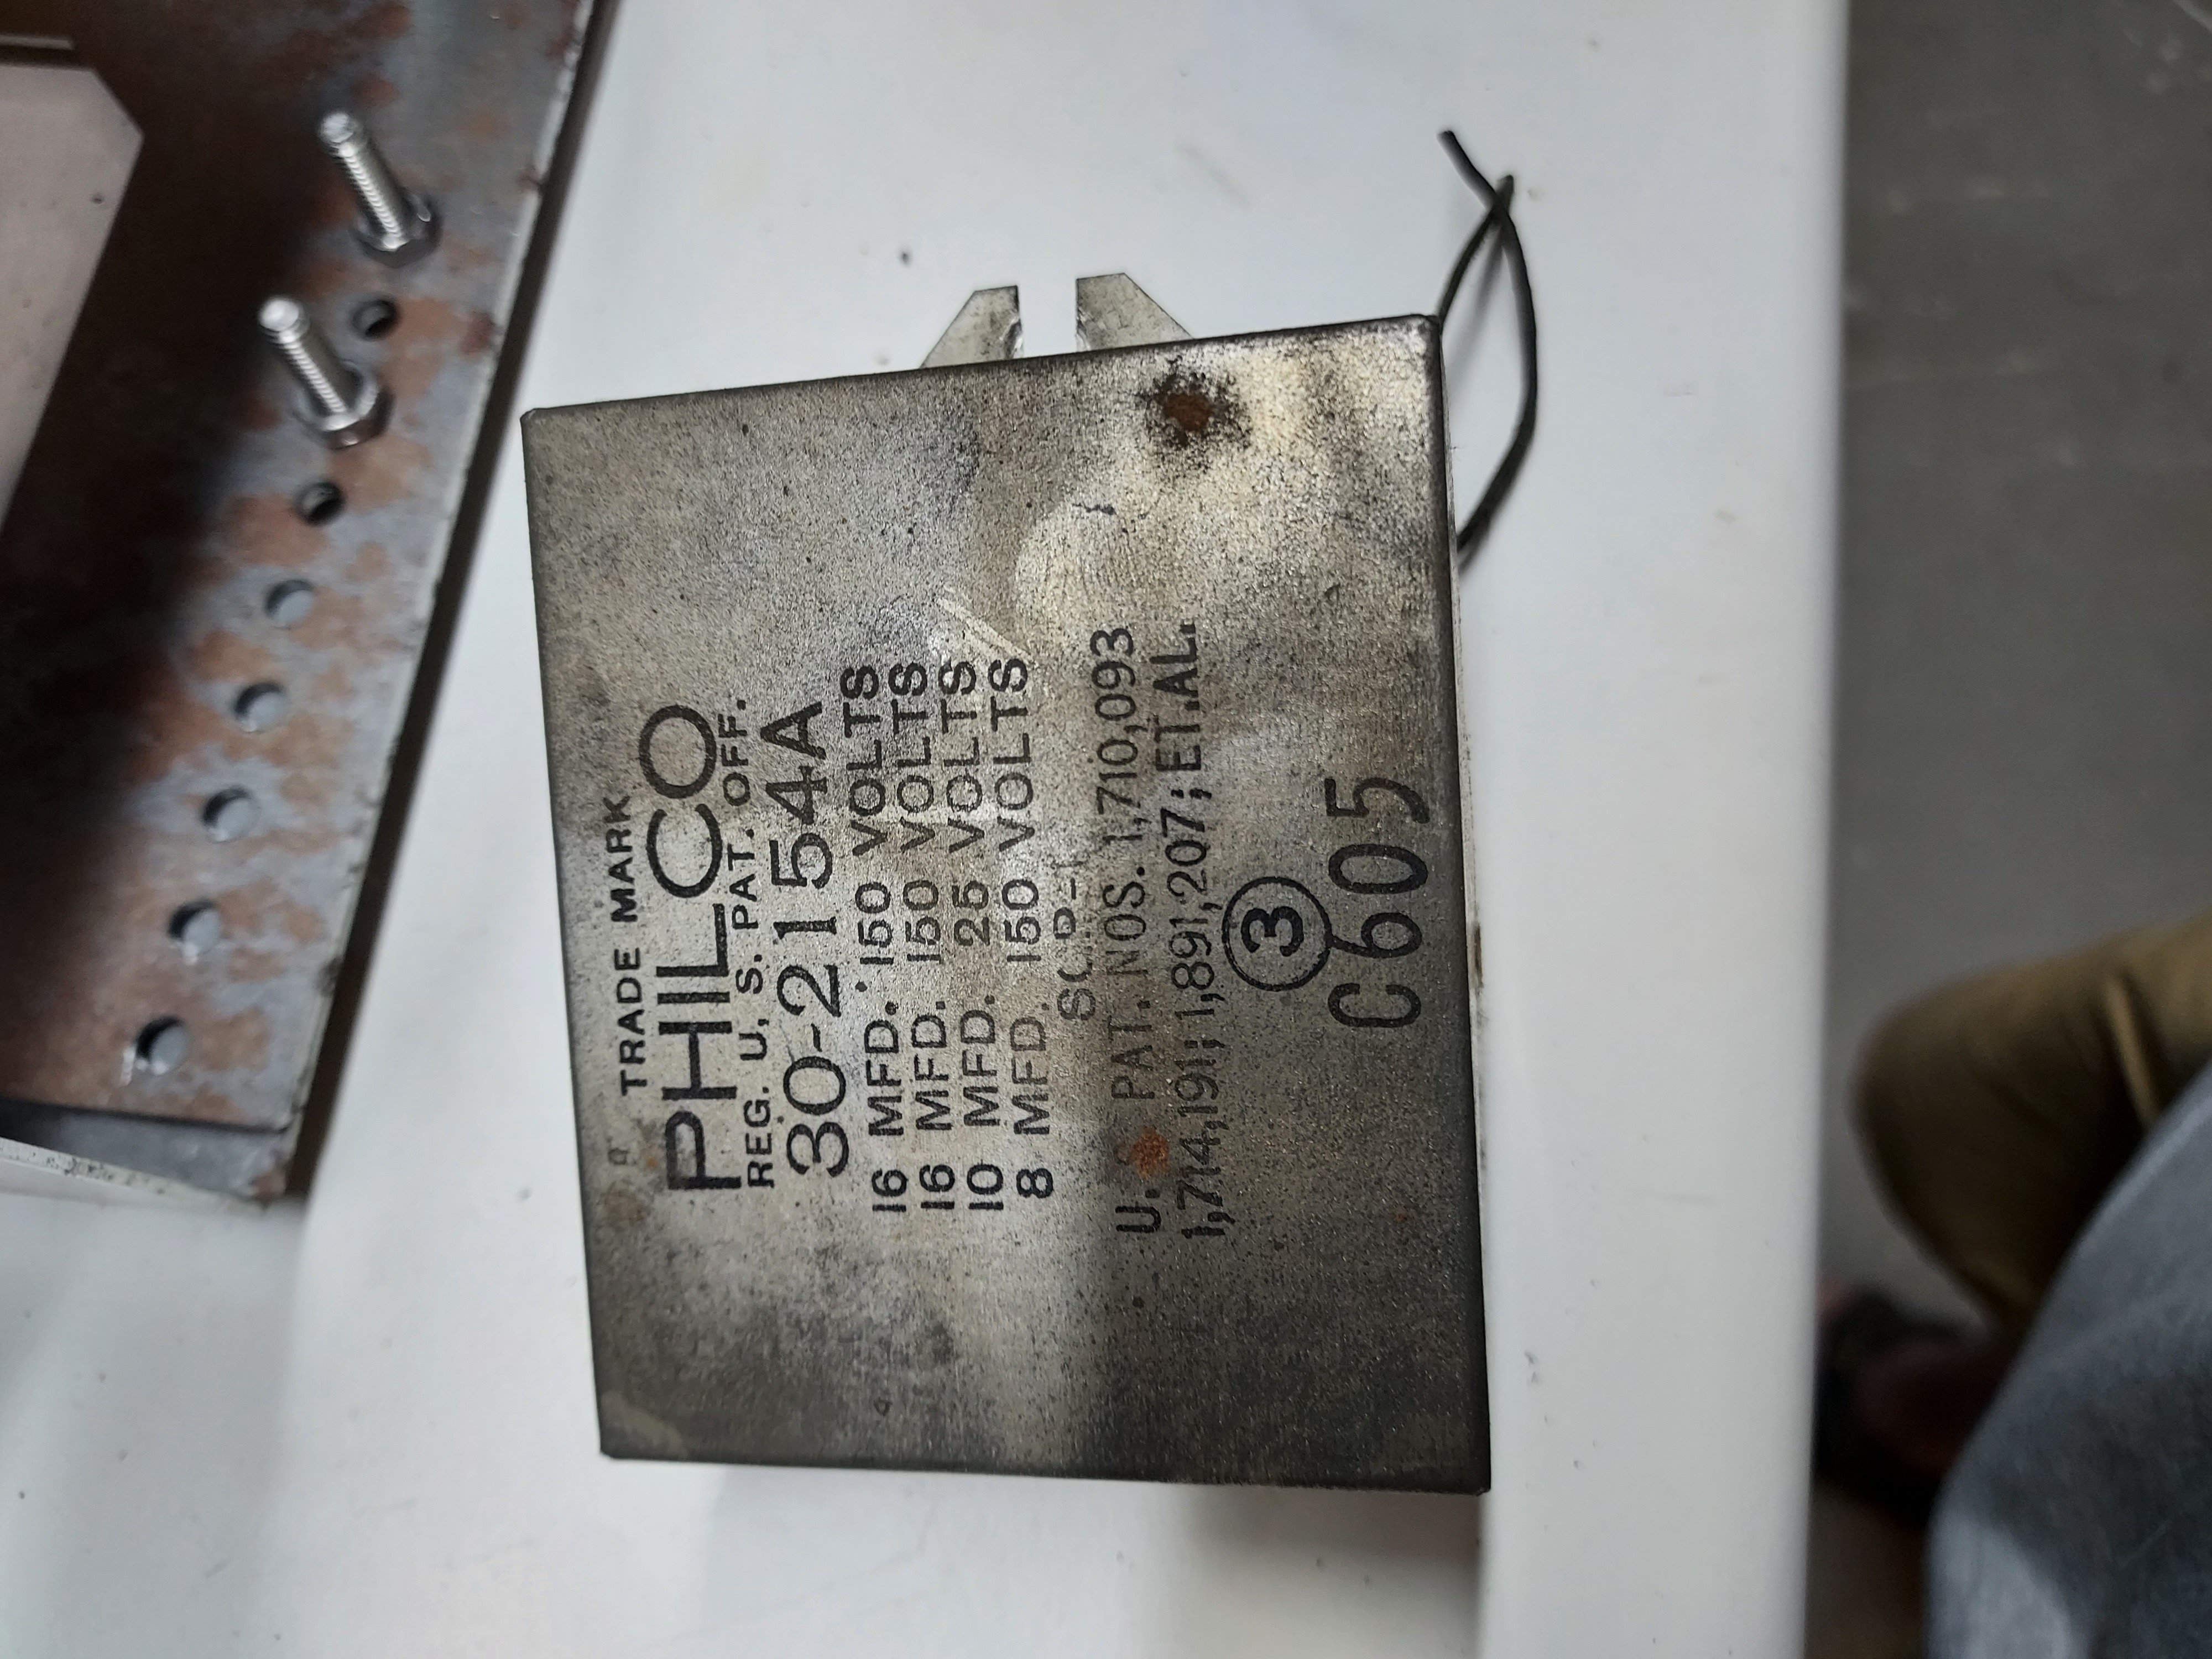 TRADE MARK
PHILCO
REG. U. S. PAT. OFF.
30-2154A
16 MFD. 150 VOLTS
16 MFD. 150 VOLTS
10 MFD. 25 VOLTS
8 MFD. 150 VOLTS
U.S. PAT. NOS. 1,710,093
1,714,191; 1,891,207; ET.AL.
3
C605